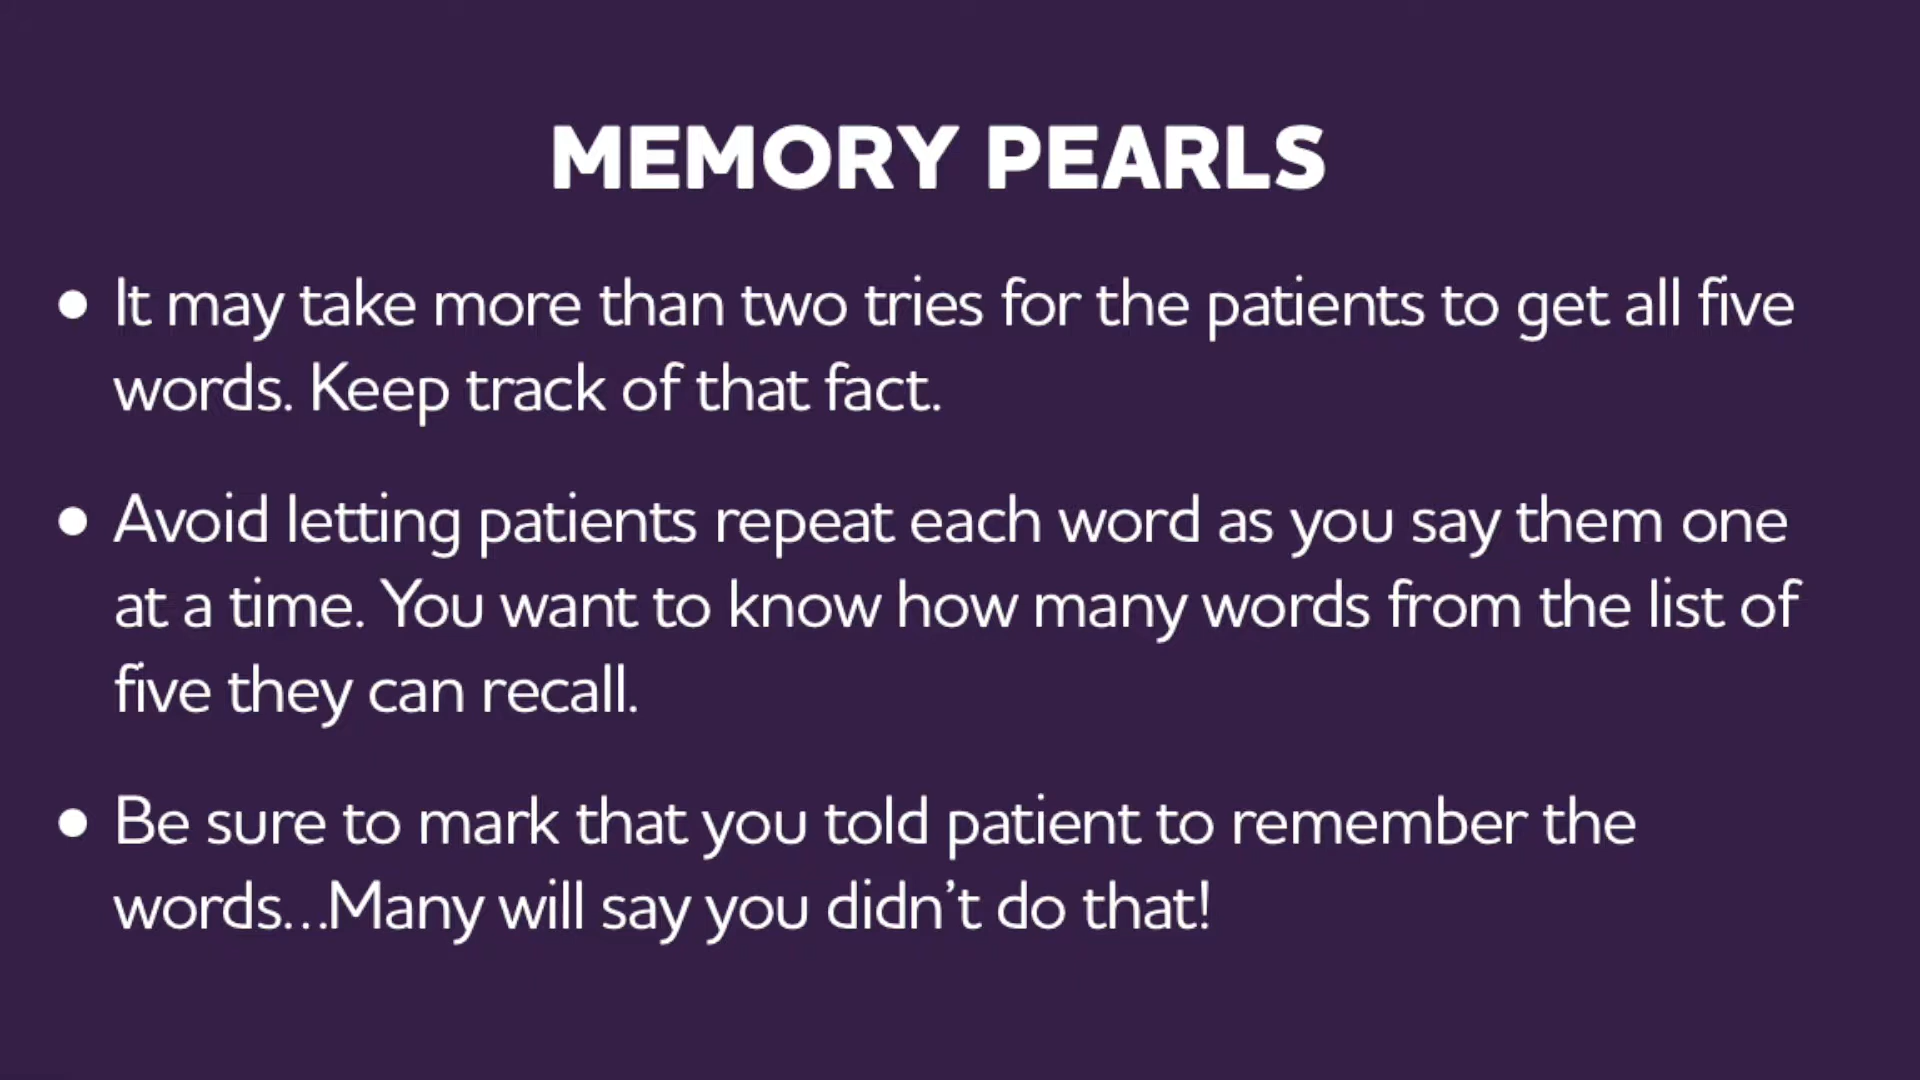 MEMORY PEARLS
• It may take more than two tries for the patients to get all five
words. Keep track of that fact.
• Avoid letting patients repeat each word as you say them one
at a time. You want to know how many words from the list of
five they can recall.
• Be sure to mark that you told patient to remember the
words...Many will say you didn’t do that!